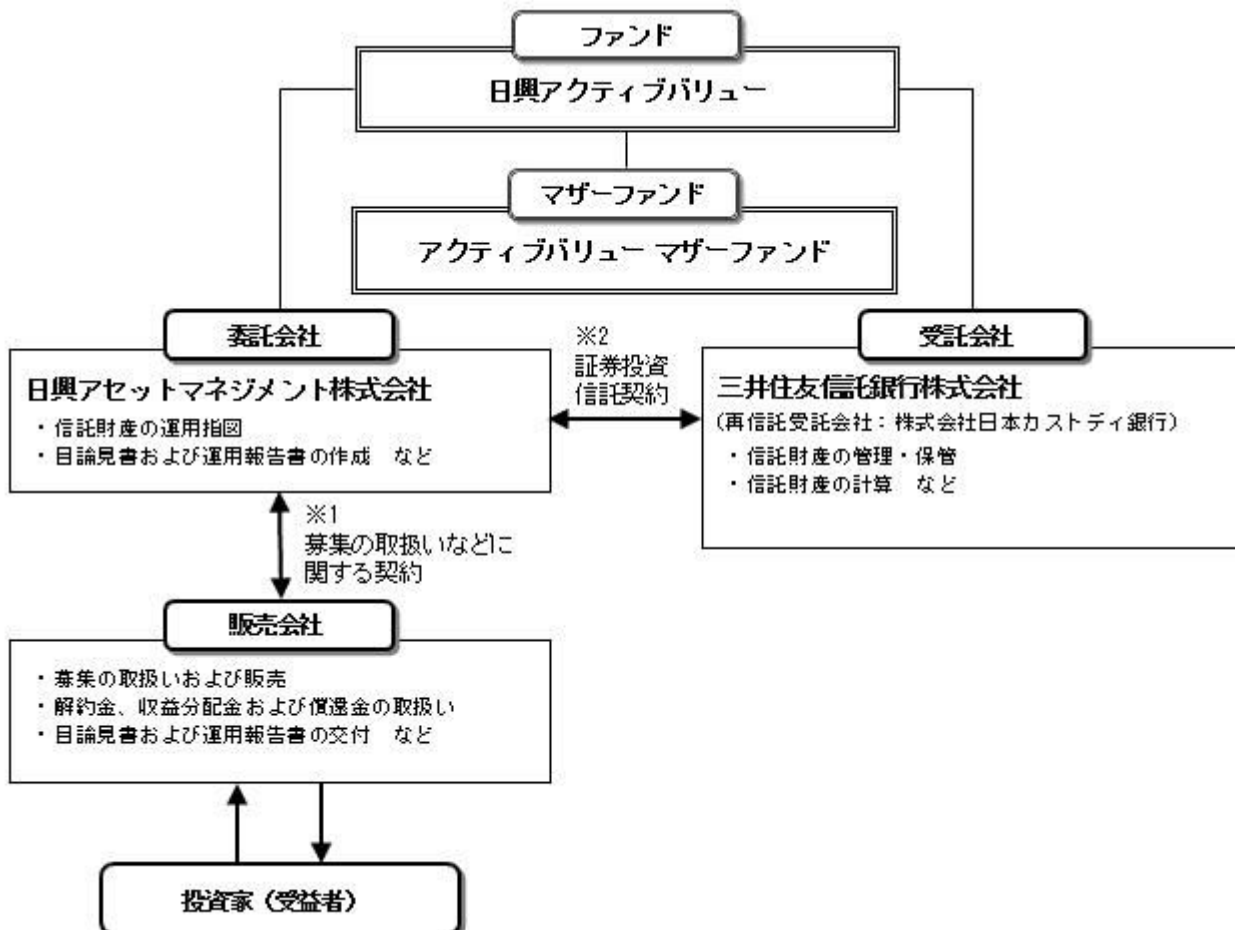 ファンド
日興アクティブバリュー
マザーファンド
アクティブバリュー マザーファンド
委託会社
日興アセットマネジメント株式会社
・信託財産の運用指図
・目論見書および運用報告書の作成 など
※2
証券投資
信託契約
受託会社
三井住友信託銀行株式会社
(再信託受託会社:株式会社日本カストディ銀行)
・信託財産の管理・保管
・信託財産の計算 など
※1
募集の取扱いなどに
関する契約
販売会社
・募集の取扱いおよび販売
・解約金、収益分配金および償還金の取扱い
・目論見書および運用報告書の交付 など
投資家(受益者)